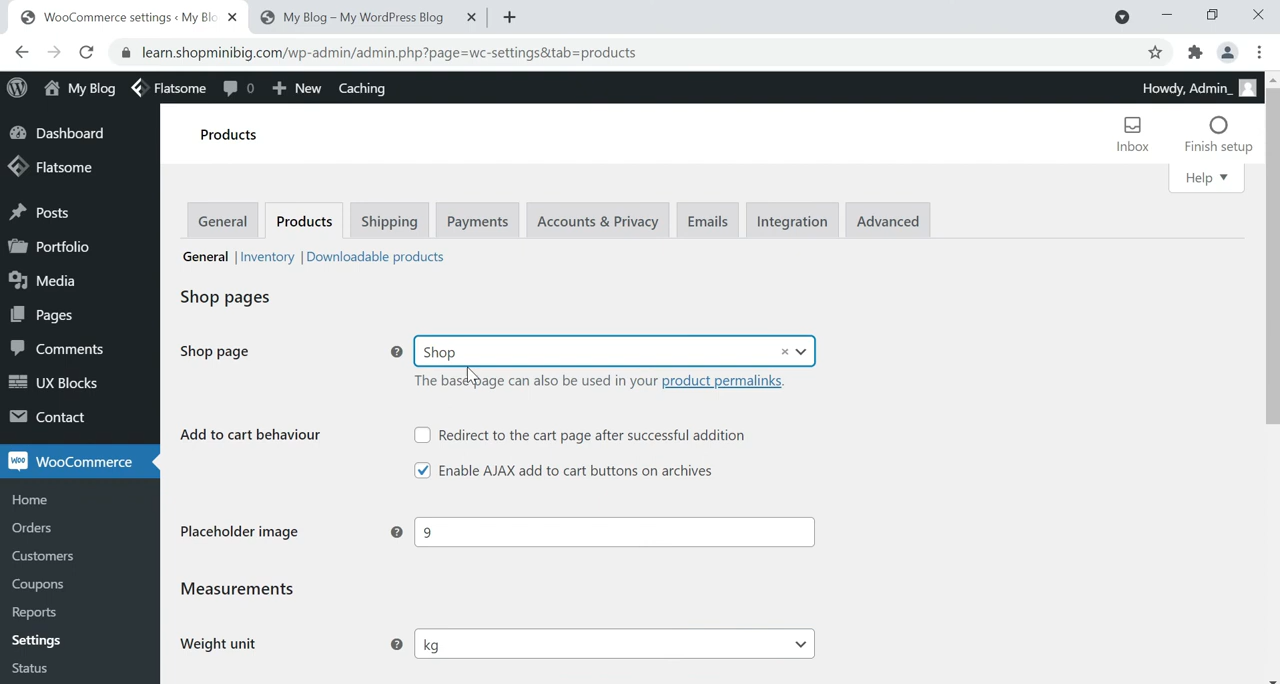 WooCommerce settings ‹ My Blo
My Blog – My WordPress Blog
learn.shopminibig.com/wp-admin/admin.php?page=wc-settings&tab=products
My Blog Flatsome 0 New Caching Howdy, Admin_
Dashboard
Flatsome
Posts
Portfolio
Media
Pages
Comments
UX Blocks
Contact
WooCommerce
Home
Orders
Customers
Coupons
Reports
Settings
Status
Products
Inbox
Finish setup
Help
General Products Shipping Payments Accounts & Privacy Emails Integration Advanced
General | Inventory | Downloadable products
Shop pages
Shop page Shop ×
The base page can also be used in your product permalinks.
Add to cart behaviour Redirect to the cart page after successful addition
Enable AJAX add to cart buttons on archives
Placeholder image 9
Measurements
Weight unit kg